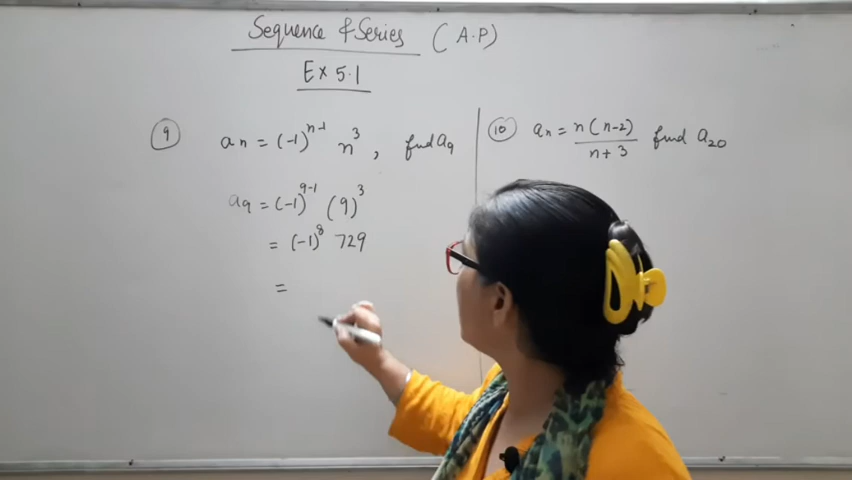 Sequence & Series (A.P)
Ex 5.1
9 an = (-1)^{n-1} n^3, find a9
a9 = (-1)^{9-1} (9)^3
= (-1)^8 729
=
10 an = n(n-2)/n+3 find a20